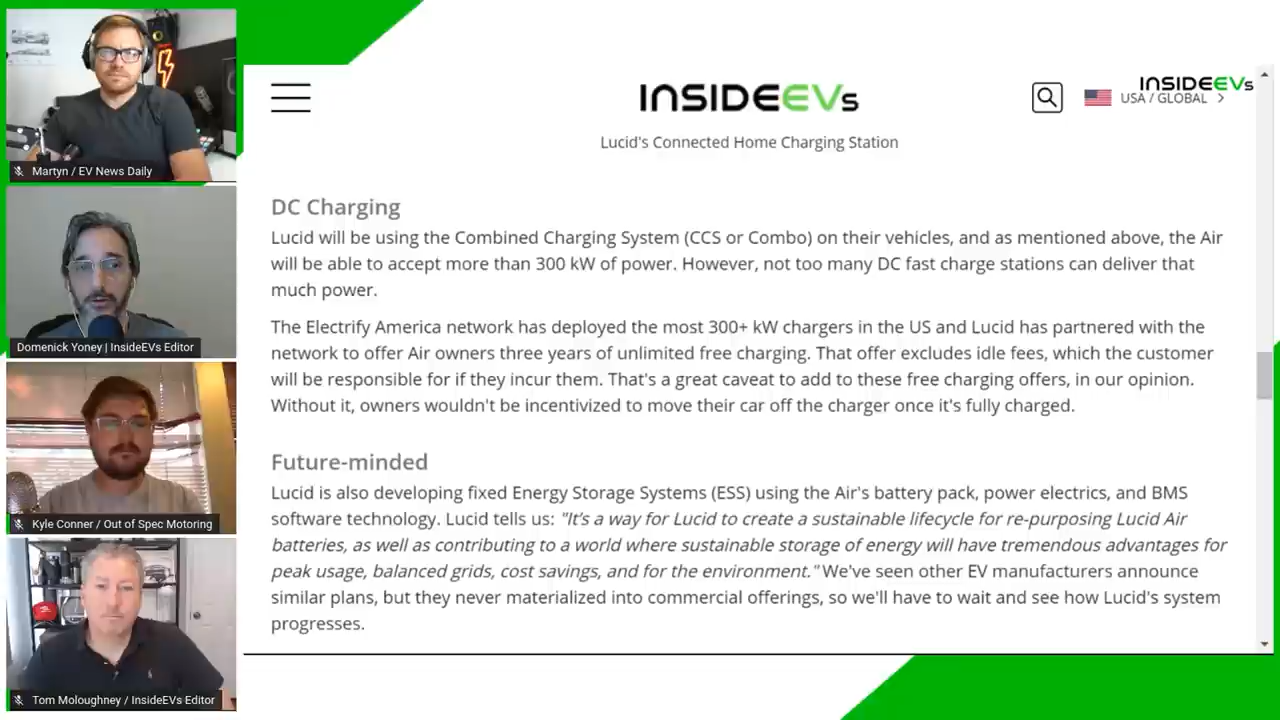 Martyn / EV News Daily
Domenick Yoney | InsideEVs Editor
Kyle Conner / Out of Spec Motoring
Tom Moloughney / InsideEVs Editor
INSIDEEVs
USA / GLOBAL
INSIDEEVs
Lucid's Connected Home Charging Station
DC Charging
Lucid will be using the Combined Charging System (CCS or Combo) on their vehicles, and as mentioned above, the Air
will be able to accept more than 300 kW of power. However, not too many DC fast charge stations can deliver that
much power.
The Electrify America network has deployed the most 300+ kW chargers in the US and Lucid has partnered with the
network to offer Air owners three years of unlimited free charging. That offer excludes idle fees, which the customer
will be responsible for if they incur them. That's a great caveat to add to these free charging offers, in our opinion.
Without it, owners wouldn't be incentivized to move their car off the charger once it's fully charged.
Future-minded
Lucid is also developing fixed Energy Storage Systems (ESS) using the Air's battery pack, power electrics, and BMS
software technology. Lucid tells us: "It's a way for Lucid to create a sustainable lifecycle for re-purposing Lucid Air
batteries, as well as contributing to a world where sustainable storage of energy will have tremendous advantages for
peak usage, balanced grids, cost savings, and for the environment." We've seen other EV manufacturers announce
similar plans, but they never materialized into commercial offerings, so we'll have to wait and see how Lucid's system
progresses.